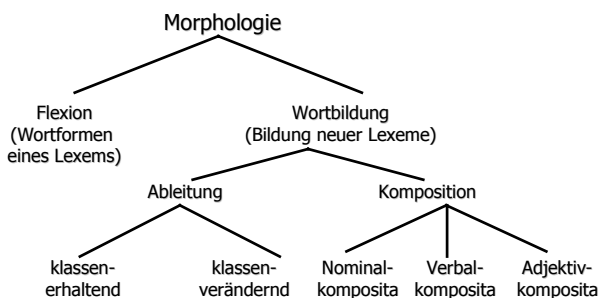 Morphologie
Flexion
(Wortformen
eines Lexems)
Wortbildung
(Bildung neuer Lexeme)
Ableitung
Komposition
klassen-
erhaltend
klassen-
verändernd
Nominal-
komposita
Verbal-
komposita
Adjektiv-
komposita